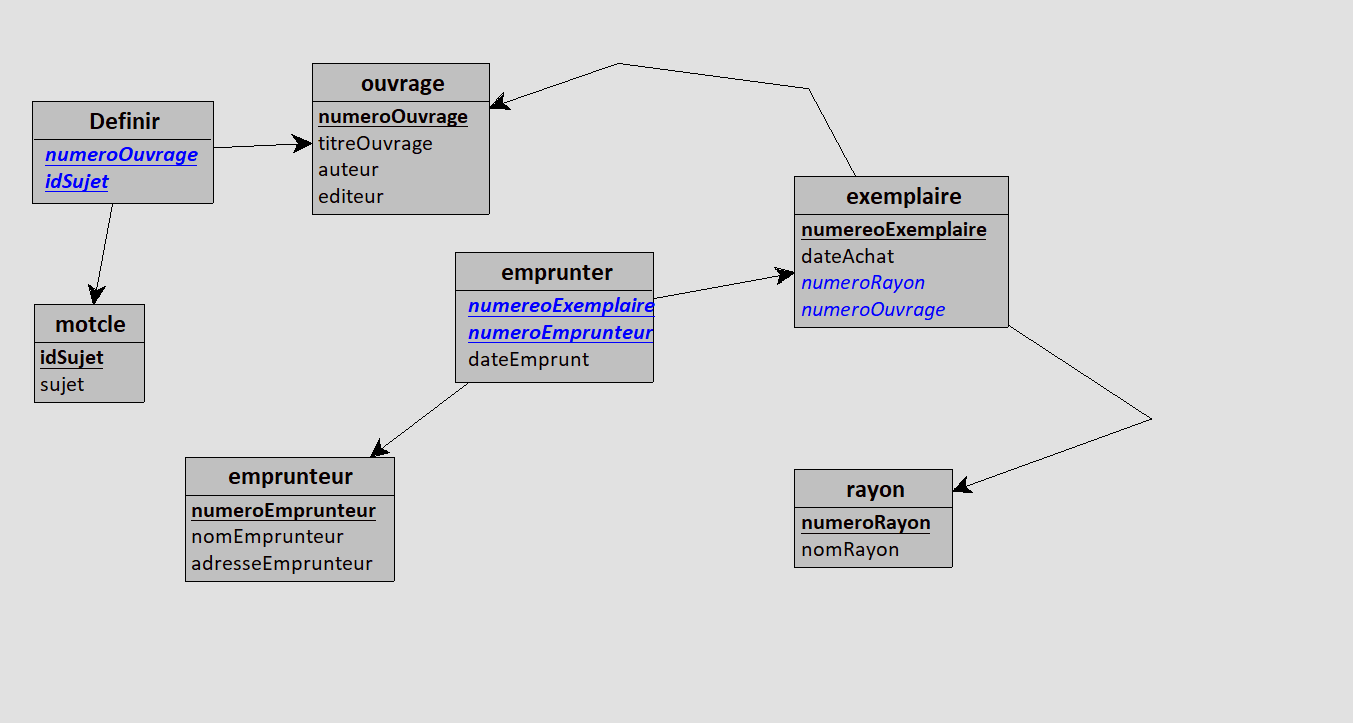 ouvrage
numeroOuvrage
titreOuvrage
auteur
editeur
Definir
numeroOuvrage
idSujet
exemplaire
numereoExemplaire
dateAchat
numeroRayon
numeroOuvrage
emprunter
numereoExemplaire
numeroEmprunteur
dateEmprunt
motcle
idSujet
sujet
emprunteur
numeroEmprunteur
nomEmprunteur
adresseEmprunteur
rayon
numeroRayon
nomRayon